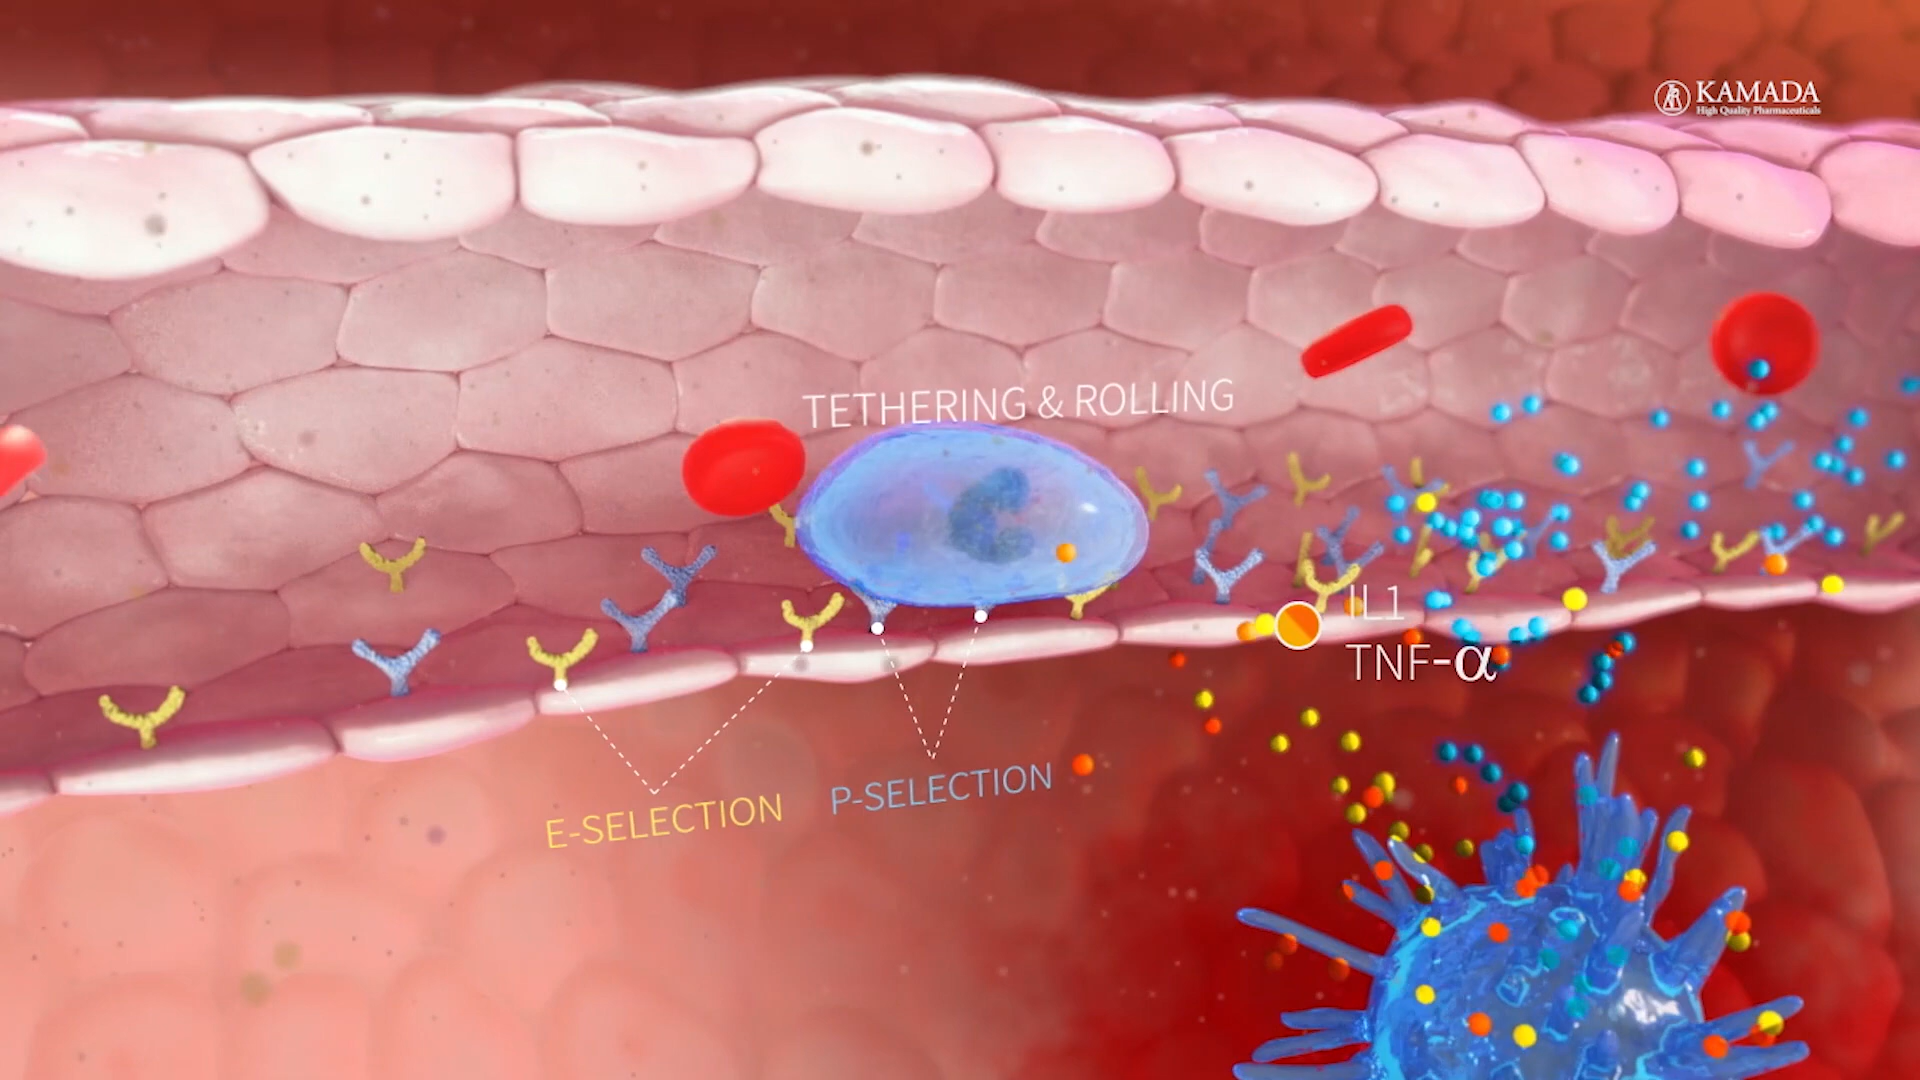 KAMADA
High Quality Pharmaceuticals
TETHERING & ROLLING
IL1
TNF-α
E-SELECTION
P-SELECTION